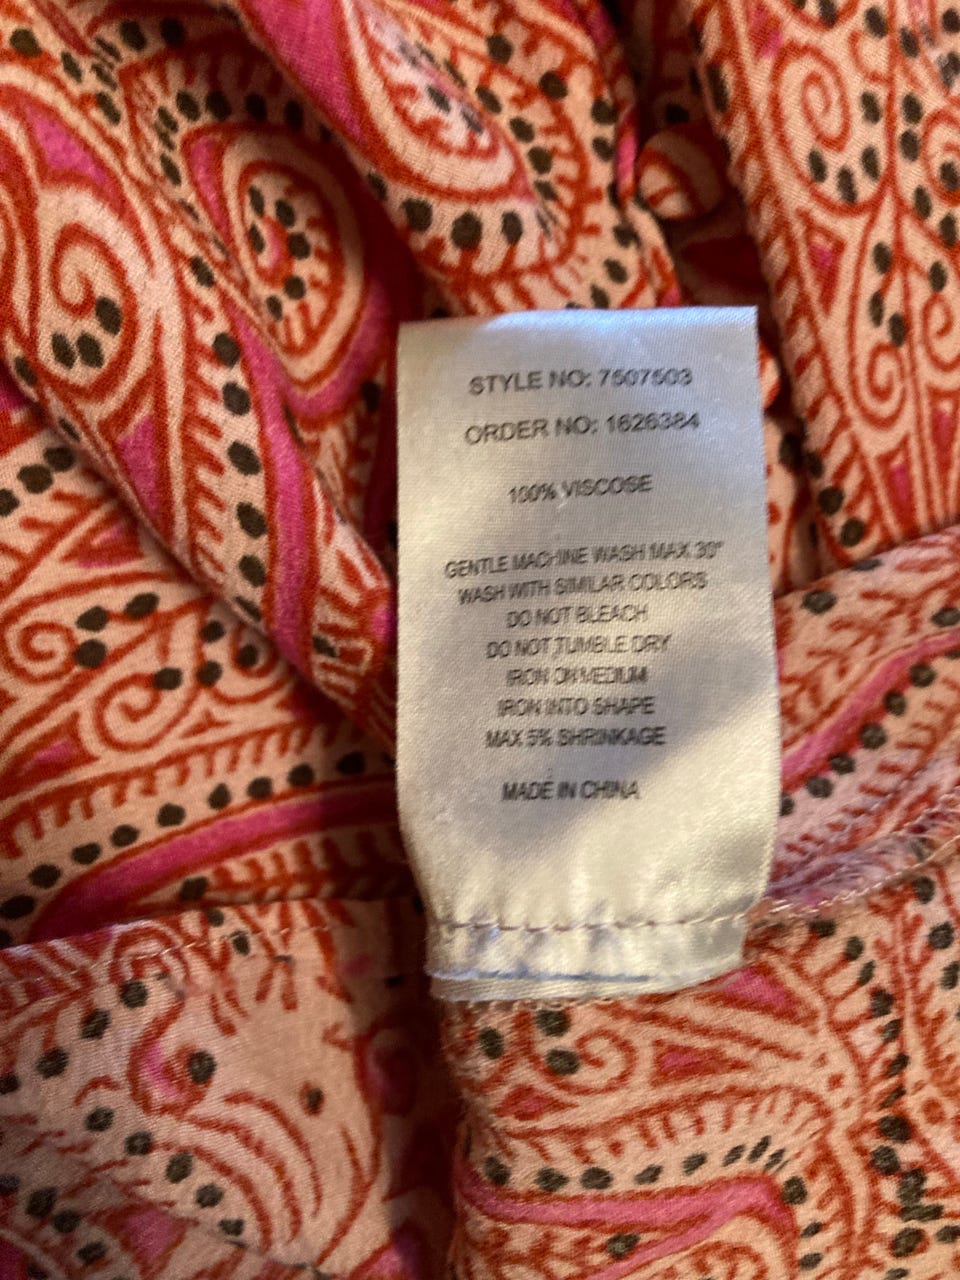 STYLE NO: 7507503
ORDER NO: 1626384
100% VISCOSE
GENTLE MACHINE WASH MAX 30°
WASH WITH SIMILAR COLORS
DO NOT BLEACH
DO NOT TUMBLE DRY
IRON ON MEDIUM
IRON INTO SHAPE
MAX 5% SHRINKAGE
MADE IN CHINA